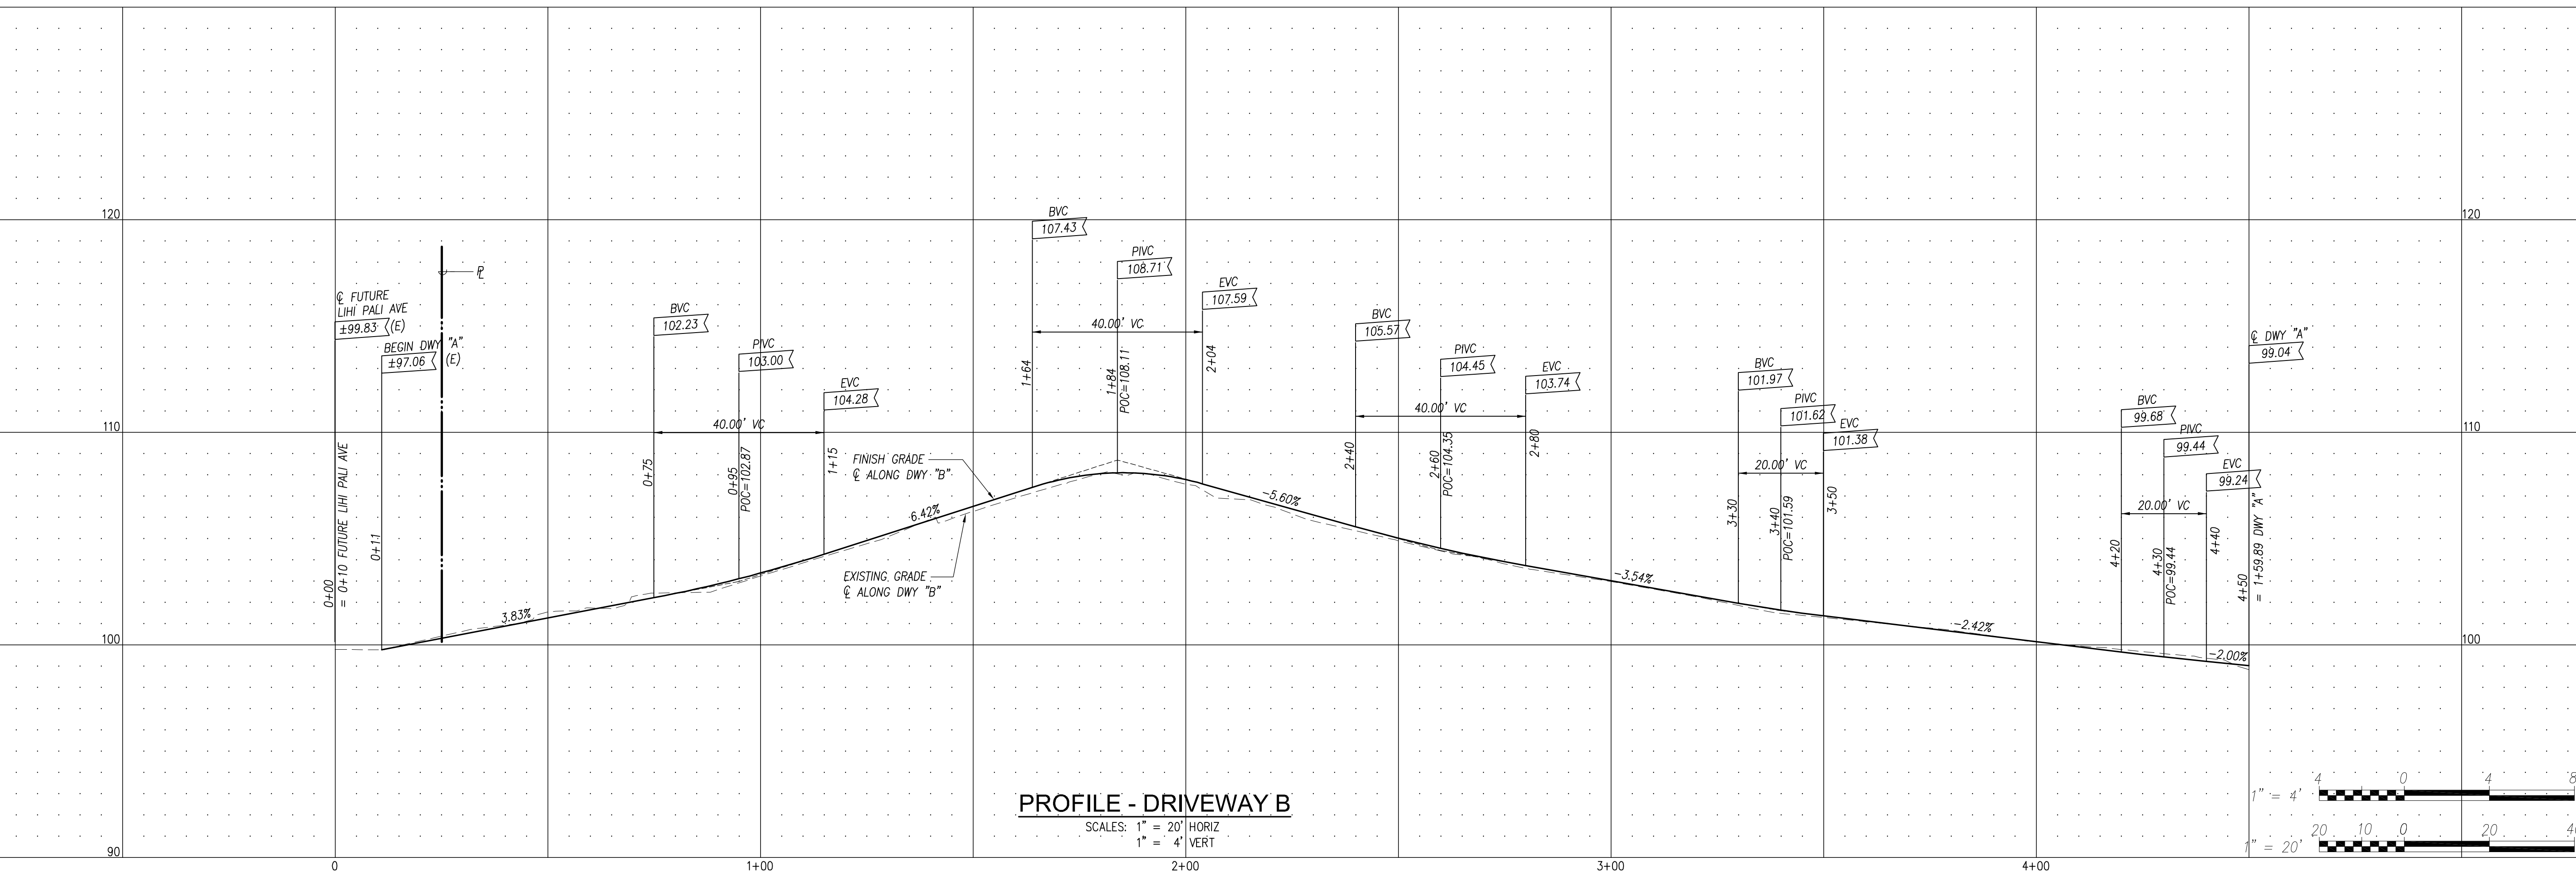 120
110
100
90
℄ FUTURE
LIHI PALI AVE
±99.83 (E)
BEGIN DWY "A"
±97.06 (E)
0+00
= 0+10 FUTURE LIHI PALI AVE
0+11
℄
3.83%
BVC
102.23
0+75
PIVC
103.00
0+95
POC=102.87
EVC
104.28
1+15
40.00' VC
FINISH GRADE
℄ ALONG DWY "B"
6.42%
EXISTING GRADE
℄ ALONG DWY "B"
BVC
107.43
1+64
PIVC
108.71
1+84
POC=108.11
EVC
107.59
2+04
40.00' VC
-5.60%
BVC
105.57
2+40
PIVC
104.45
2+60
POC=104.35
EVC
103.74
2+80
40.00' VC
-3.54%
BVC
101.97
3+30
PIVC
101.62
3+40
POC=101.59
EVC
101.38
3+50
20.00' VC
-2.42%
BVC
99.68
4+20
PIVC
99.44
4+30
POC=99.44
EVC
99.24
4+40
20.00' VC
-2.00%
℄ DWY "A"
99.04
4+50
= 1+59.89 DWY "A"
120
110
100
0
1+00
2+00
3+00
4+00
PROFILE - DRIVEWAY B
SCALES: 1" = 20' HORIZ
1" = 4' VERT
1" = 4'
4 0 4 8
1" = 20'
20 10 0 20